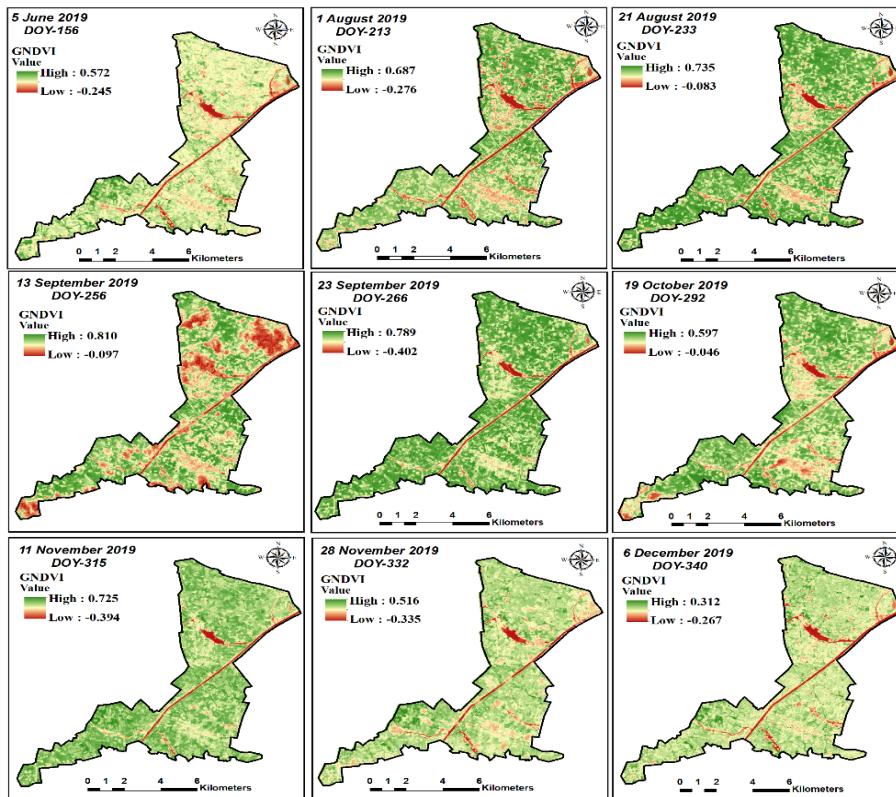 5 June 2019
DOY-156
N
W E
S
GNDVI
Value
High : 0.572
Low : -0.245
0 1 2 4 6
Kilometers
1 August 2019
DOY-213
N
W E
S
GNDVI
Value
High : 0.687
Low : -0.276
0 1 2 4 6
Kilometers
21 August 2019
DOY-233
N
W E
S
GNDVI
Value
High : 0.735
Low : -0.083
0 1 2 4 6
Kilometers
13 September 2019
DOY-256
N
W E
S
GNDVI
Value
High : 0.810
Low : -0.097
0 1 2 4 6
Kilometers
23 September 2019
DOY-266
N
W E
S
GNDVI
Value
High : 0.789
Low : -0.402
0 1 2 4 6
Kilometers
19 October 2019
DOY-292
N
W E
S
GNDVI
Value
High : 0.597
Low : -0.046
0 1 2 4 6
Kilometers
11 November 2019
DOY-315
N
W E
S
GNDVI
Value
High : 0.725
Low : -0.394
0 1 2 4 6
Kilometers
28 November 2019
DOY-332
N
W E
S
GNDVI
Value
High : 0.516
Low : -0.335
0 1 2 4 6
Kilometers
6 December 2019
DOY-340
N
W E
S
GNDVI
Value
High : 0.312
Low : -0.267
0 1 2 4 6
Kilometers